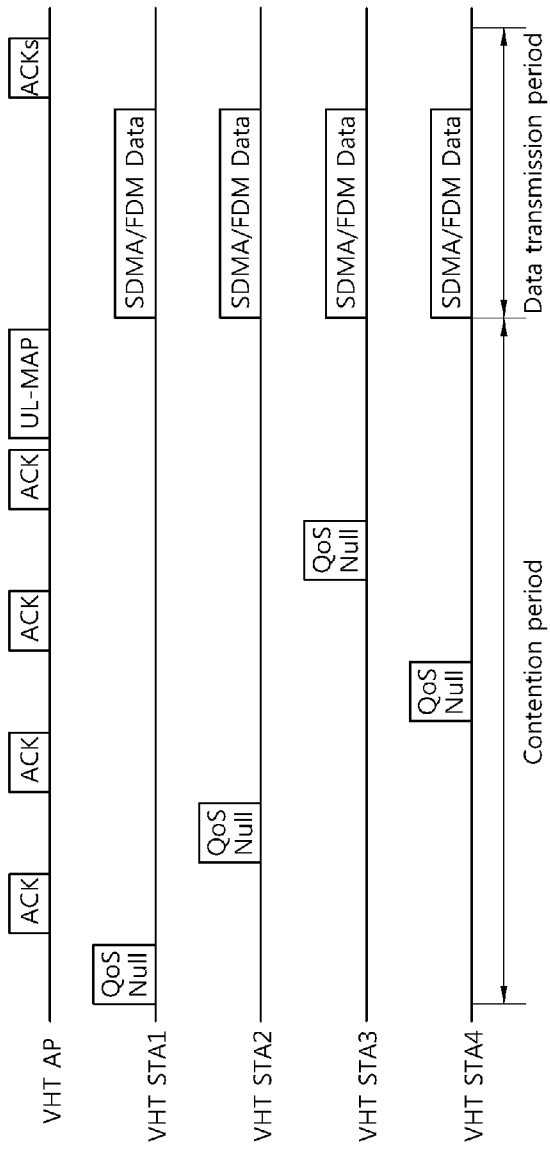 VHT AP
ACK
ACK
ACK
ACK
UL-MAP
ACKs
VHT STA1
QoS
Null
SDMA/FDM Data
VHT STA2
QoS
Null
SDMA/FDM Data
VHT STA3
QoS
Null
SDMA/FDM Data
VHT STA4
QoS
Null
SDMA/FDM Data
Contention period
Data transmission period